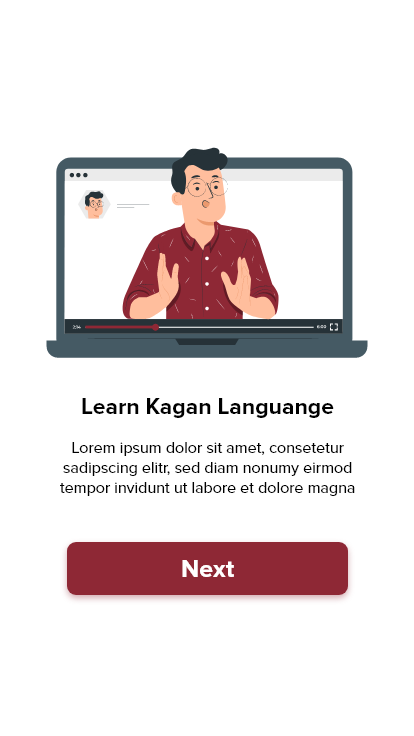 2:34 6:00
Learn Kagan Languange
Lorem ipsum dolor sit amet, consetetur
sadipscing elitr, sed diam nonumy eirmod
tempor invidunt ut labore et dolore magna
Next